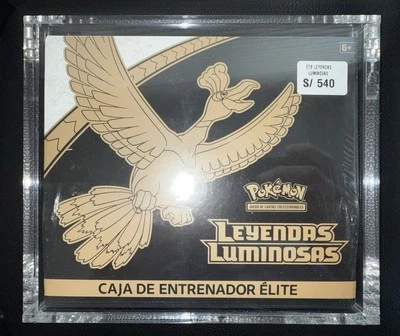 6+
ETB LEYENDAS
LUMINOSAS
S/ 540
POKÉMON
JUEGO DE CARTAS COLECCIONABLES
LEYENDAS
LUMINOSAS
CAJA DE ENTRENADOR ÉLITE